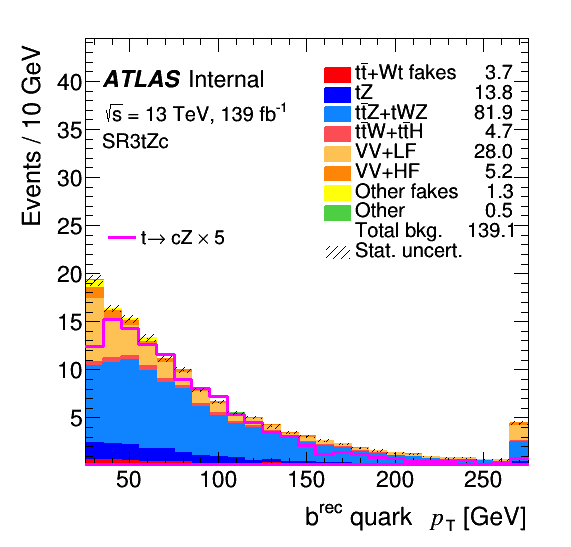 Events / 10 GeV
40
35
30
25
20
15
10
5
ATLAS Internal
√s = 13 TeV, 139 fb⁻¹
SR3tZc
t→ cZ × 5
tt̄+Wt fakes 3.7
tZ 13.8
tt̄Z+tWZ 81.9
tt̄W+tt̄H 4.7
VV+LF 28.0
VV+HF 5.2
Other fakes 1.3
Other 0.5
Total bkg. 139.1
Stat. uncert.
50 100 150 200 250
b^rec quark p_T [GeV]